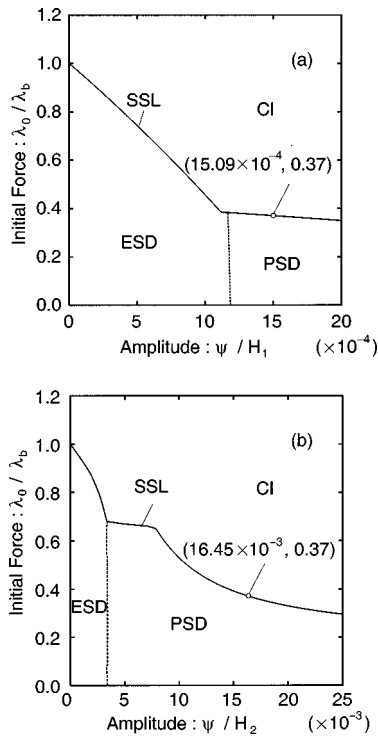 1.2
1.0
0.8
0.6
0.4
0.2
0.0
Initial Force : λ₀ / λ_b
(a)
SSL
CI
(15.09×10⁻⁴, 0.37)
ESD
PSD
0 5 10 15 20
Amplitude : ψ / H₁ (×10⁻⁴)
1.2
1.0
0.8
0.6
0.4
0.2
0.0
Initial Force : λ₀ / λ_b
(b)
SSL
CI
(16.45×10⁻³, 0.37)
ESD
PSD
0 5 10 15 20 25
Amplitude : ψ / H₂ (×10⁻³)